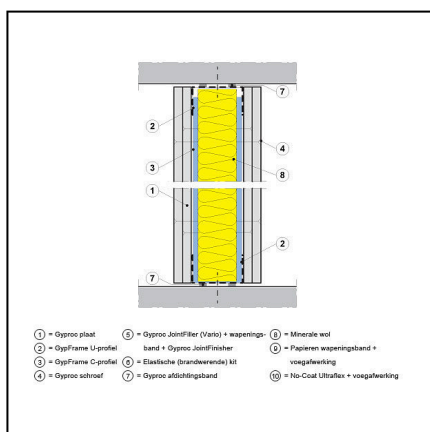 7
2
4
3
8
1
2
7
1 = Gyproc plaat
2 = GypFrame U-profiel
3 = GypFrame C-profiel
4 = Gyproc schroef
5 = Gyproc JointFiller (Vario) + wapenings-
band + Gyproc JointFinisher
6 = Elastische (brandwerende) kit
7 = Gyproc afdichtingsband
8 = Minerale wol
9 = Papieren wapeningsband +
voegafwerking
10 = No-Coat Ultraflex + voegafwerking